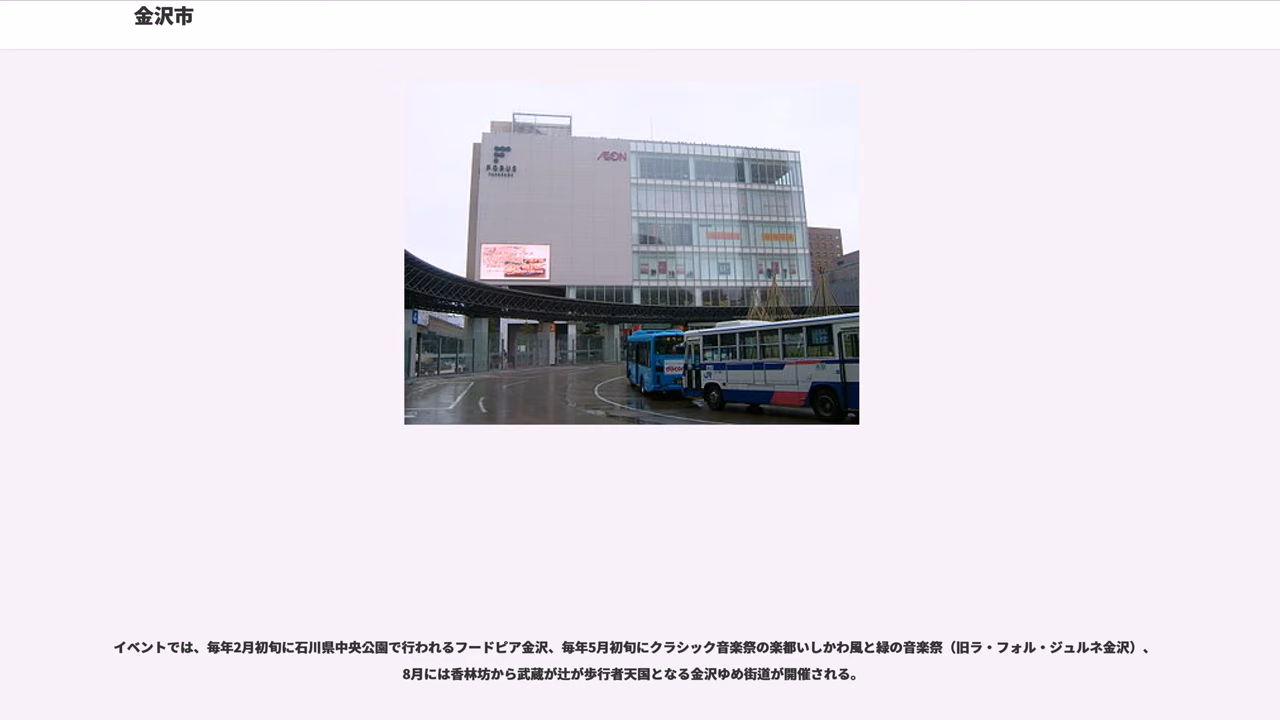 金沢市
FORUS
ÆON
JR
イベントでは、毎年2月初旬に石川県中央公園で行われるフードピア金沢、毎年5月初旬にクラシック音楽祭の楽都いしかわ風と緑の音楽祭（旧ラ・フォル・ジュルネ金沢）、
8月には香林坊から武蔵が辻が歩行者天国となる金沢ゆめ街道が開催される。